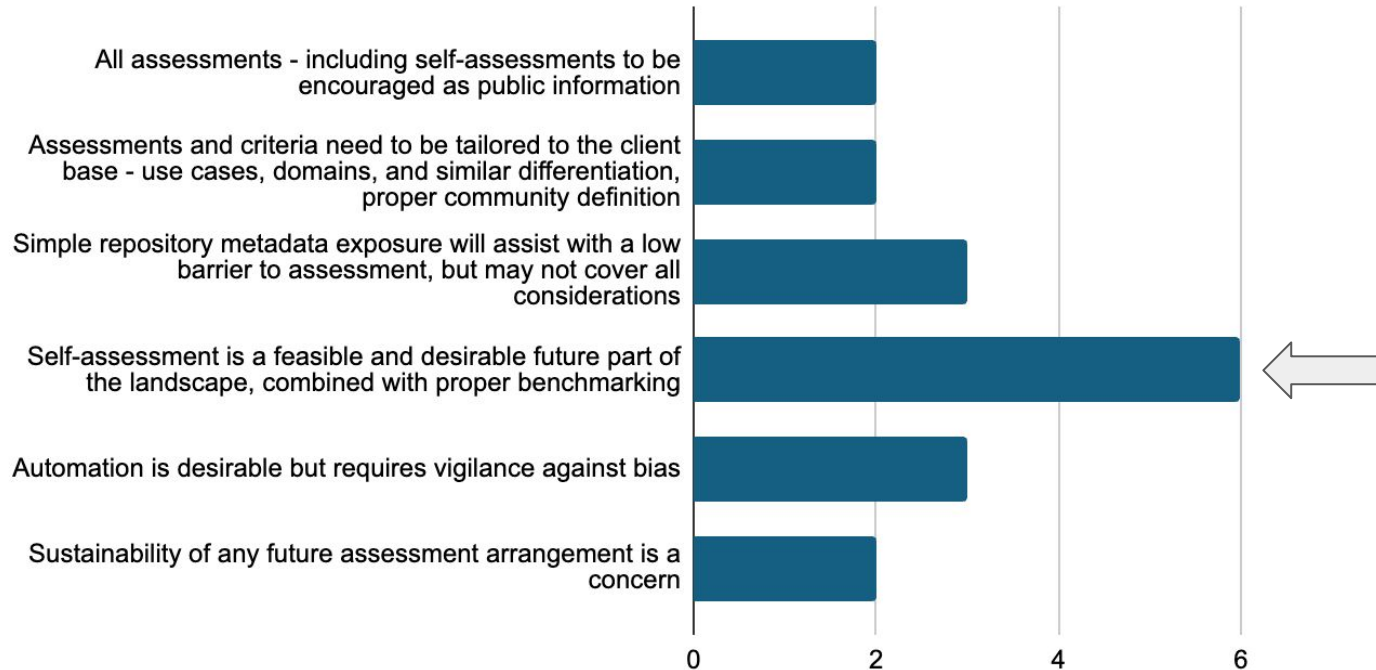 All assessments - including self-assessments to be
encouraged as public information
Assessments and criteria need to be tailored to the client
base - use cases, domains, and similar differentiation,
proper community definition
Simple repository metadata exposure will assist with a low
barrier to assessment, but may not cover all
considerations
Self-assessment is a feasible and desirable future part of
the landscape, combined with proper benchmarking
Automation is desirable but requires vigilance against bias
Sustainability of any future assessment arrangement is a
concern
0 2 4 6